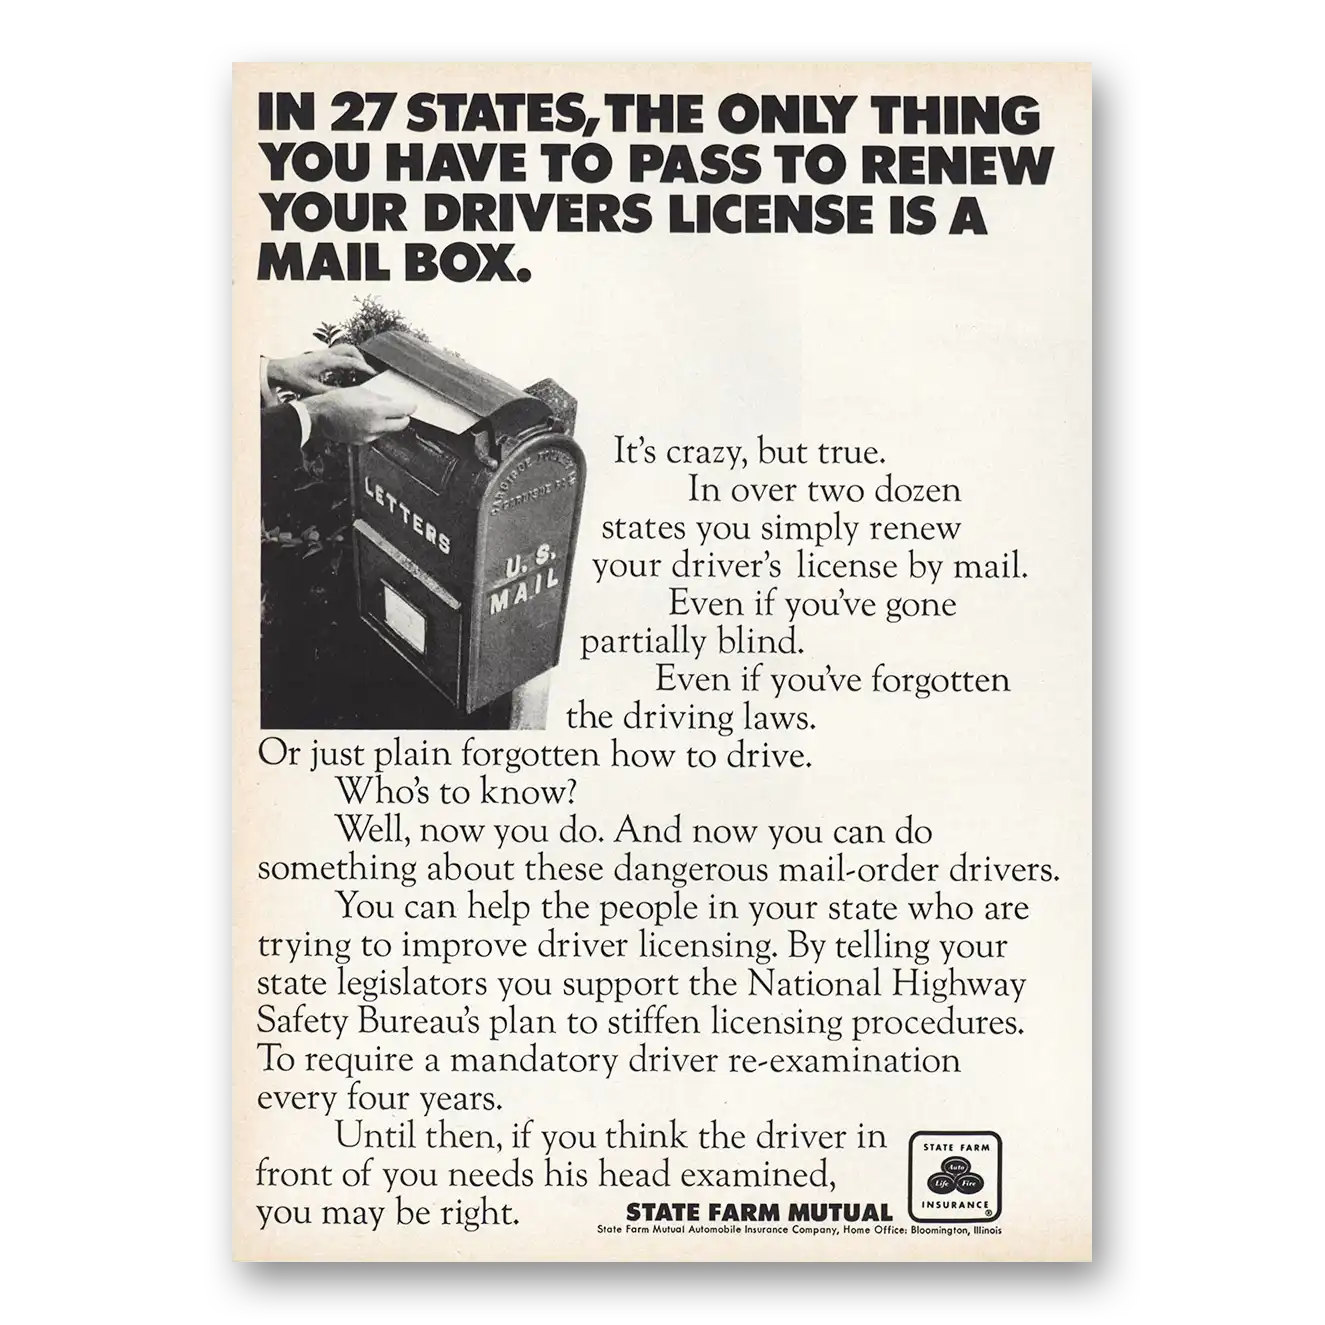 IN 27 STATES, THE ONLY THING
YOU HAVE TO PASS TO RENEW
YOUR DRIVERS LICENSE IS A
MAIL BOX.
LETTERS
U.S.
MAIL
It's crazy, but true.
In over two dozen
states you simply renew
your driver's license by mail.
Even if you've gone
partially blind.
Even if you've forgotten
the driving laws.
Or just plain forgotten how to drive.
Who's to know?
Well, now you do. And now you can do
something about these dangerous mail-order drivers.
You can help the people in your state who are
trying to improve driver licensing. By telling your
state legislators you support the National Highway
Safety Bureau's plan to stiffen licensing procedures.
To require a mandatory driver re-examination
every four years.
Until then, if you think the driver in
front of you needs his head examined,
you may be right.
STATE FARM MUTUAL
State Farm Mutual Automobile Insurance Company, Home Office: Bloomington, Illinois
STATE FARM
Auto
Life Fire
INSURANCE
®